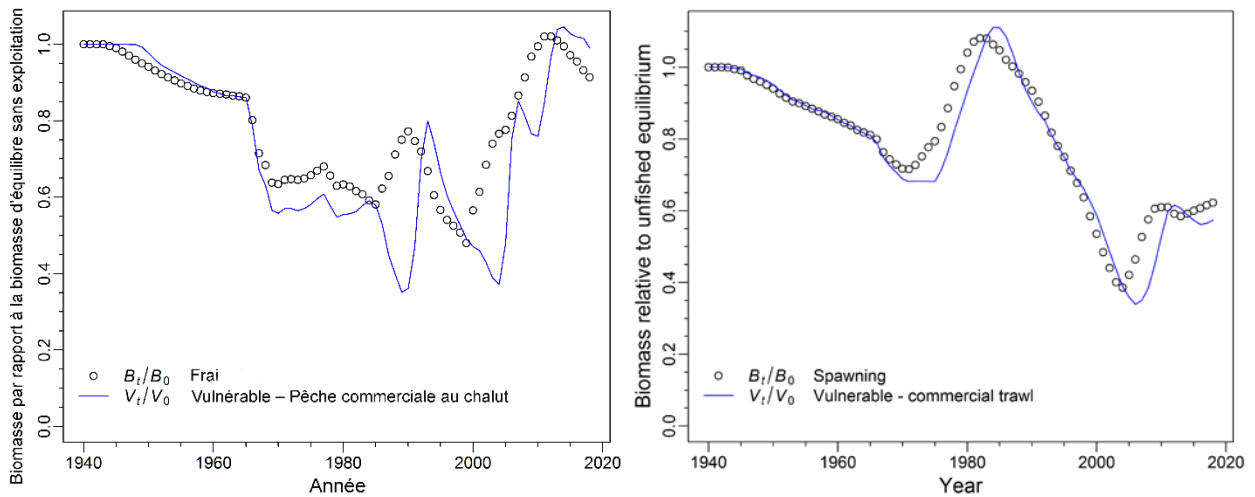 Biomasse par rapport à la biomasse d'équilibre sans exploitation
1.0
0.8
0.6
0.4
0.2
0.0
B_t/B_0 Frai
V_t/V_0 Vulnérable – Pêche commerciale au chalut
1940 1960 1980 2000 2020
Année
Biomass relative to unfished equilibrium
1.0
0.8
0.6
0.4
0.2
0.0
B_t/B_0 Spawning
V_t/V_0 Vulnerable - commercial trawl
1940 1960 1980 2000 2020
Year